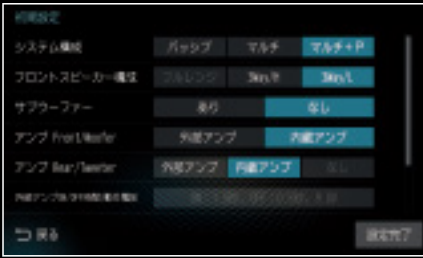 初期設定
システム構成 パッシブ マルチ マルチ+P
フロントスピーカー構成 フルレンジ 3way/H 3way/L
サブウーファー あり なし
アンプ Front/Woofer 外部アンプ 内蔵アンプ
アンプ Rear/Tweeter 外部アンプ 内蔵アンプ なし
戻る 設定完了